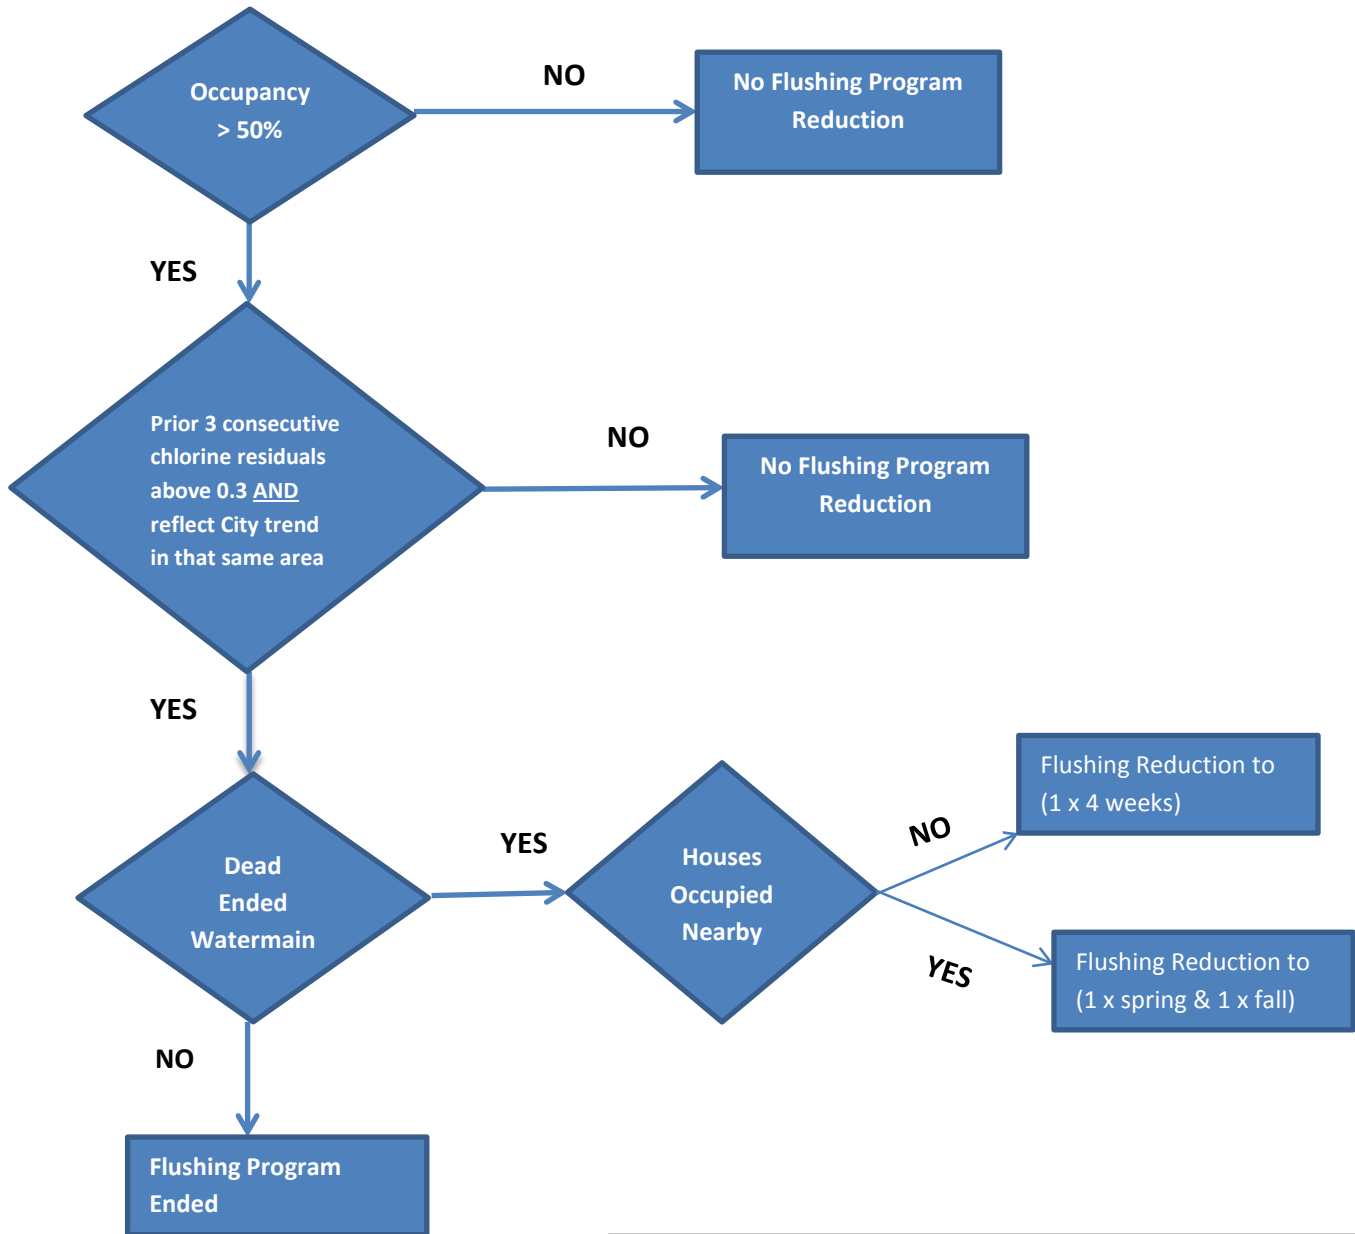 Occupancy
> 50%
NO
No Flushing Program
Reduction
YES
Prior 3 consecutive
chlorine residuals
above 0.3 AND
reflect City trend
in that same area
NO
No Flushing Program
Reduction
YES
Dead
Ended
Watermain
YES
Houses
Occupied
Nearby
NO
Flushing Reduction to
(1 x 4 weeks)
YES
Flushing Reduction to
(1 x spring & 1 x fall)
NO
Flushing Program
Ended